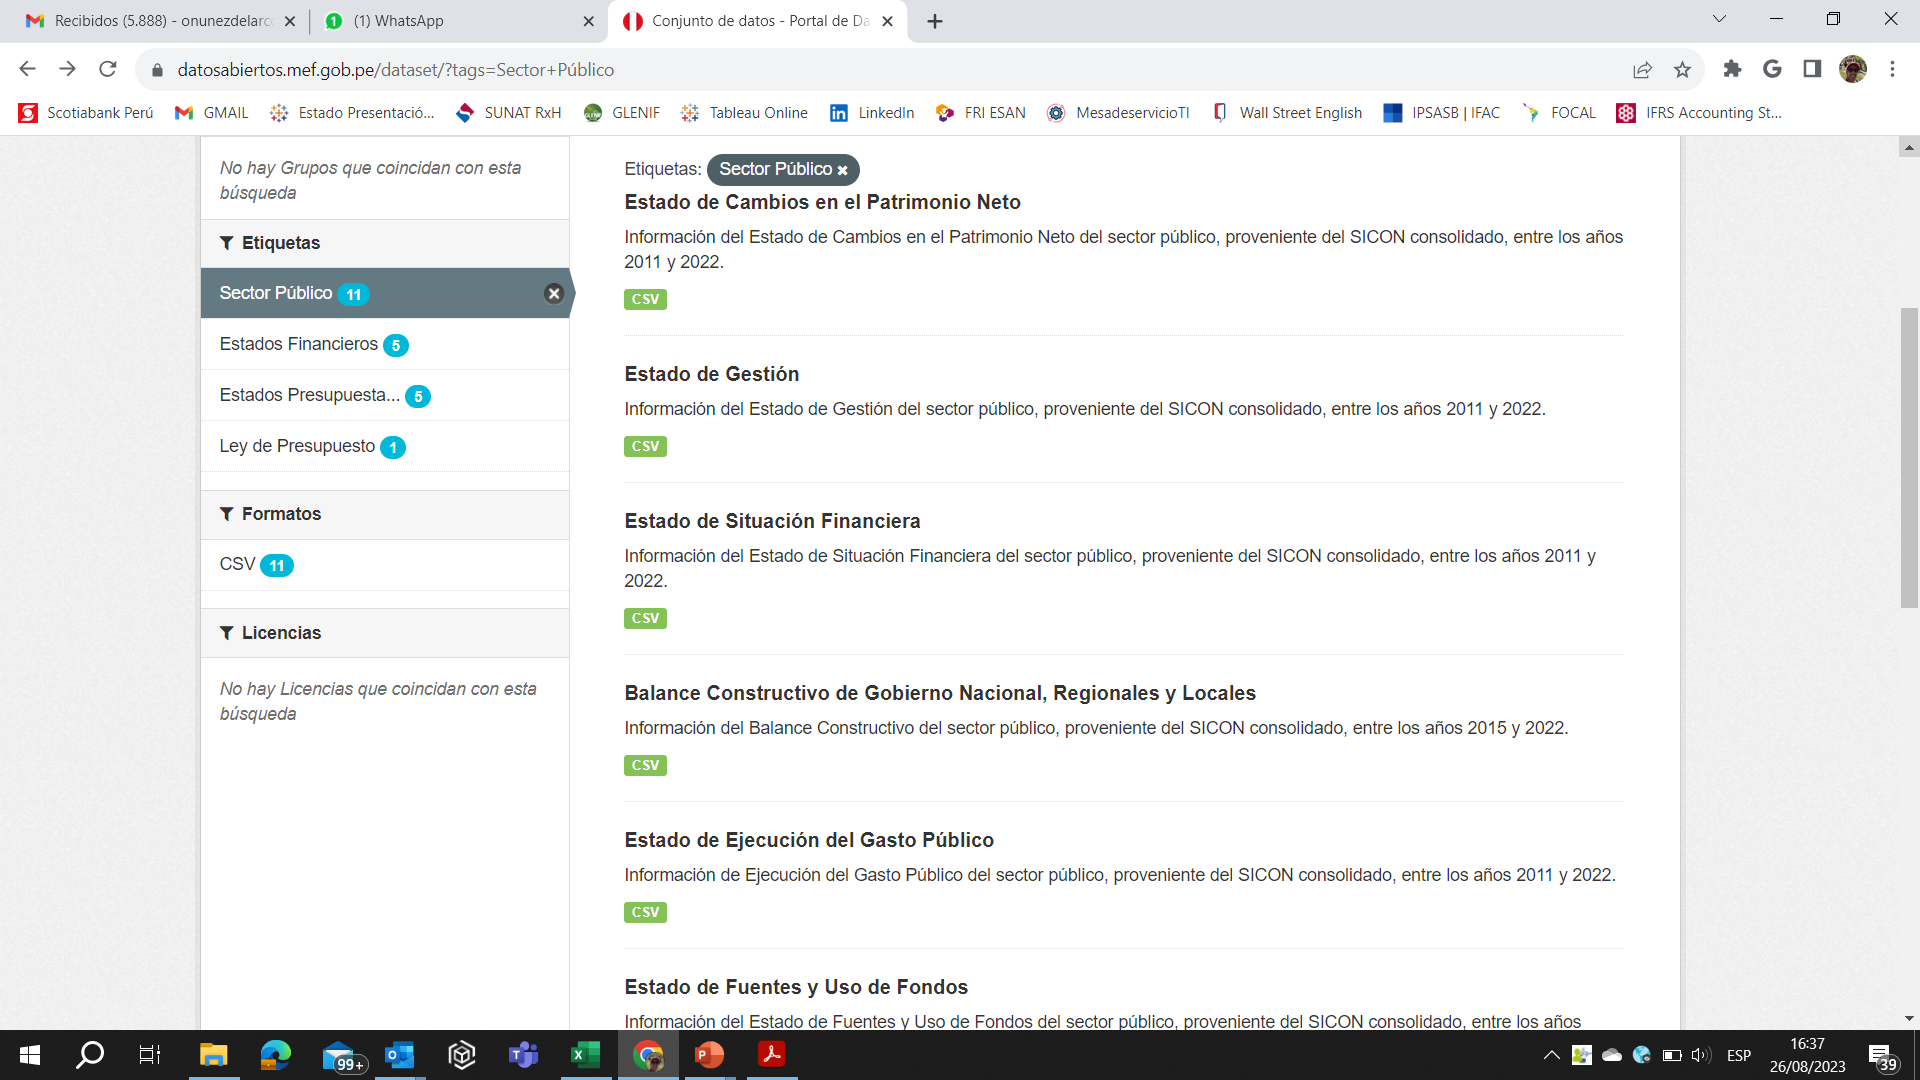 Recibidos (5.888) - onunezdelarc
(1) WhatsApp
Conjunto de datos - Portal de Da
datosabiertos.mef.gob.pe/dataset/?tags=Sector+Público
Scotiabank Perú
GMAIL
Estado Presentació...
SUNAT RxH
GLENIF
Tableau Online
LinkedIn
FRI ESAN
MesadeservicioTI
Wall Street English
IPSASB | IFAC
FOCAL
IFRS Accounting St...
No hay Grupos que coincidan con esta
búsqueda
Etiquetas
Sector Público 11
Estados Financieros 5
Estados Presupuesta... 5
Ley de Presupuesto 1
Formatos
CSV 11
Licencias
No hay Licencias que coincidan con esta
búsqueda
Etiquetas: Sector Público
Estado de Cambios en el Patrimonio Neto
Información del Estado de Cambios en el Patrimonio Neto del sector público, proveniente del SICON consolidado, entre los años
2011 y 2022.
CSV
Estado de Gestión
Información del Estado de Gestión del sector público, proveniente del SICON consolidado, entre los años 2011 y 2022.
CSV
Estado de Situación Financiera
Información del Estado de Situación Financiera del sector público, proveniente del SICON consolidado, entre los años 2011 y
2022.
CSV
Balance Constructivo de Gobierno Nacional, Regionales y Locales
Información del Balance Constructivo del sector público, proveniente del SICON consolidado, entre los años 2015 y 2022.
CSV
Estado de Ejecución del Gasto Público
Información de Ejecución del Gasto Público del sector público, proveniente del SICON consolidado, entre los años 2011 y 2022.
CSV
Estado de Fuentes y Uso de Fondos
Información del Estado de Fuentes y Uso de Fondos del sector público, proveniente del SICON consolidado, entre los años
99+
ESP
16:37
26/08/2023
39